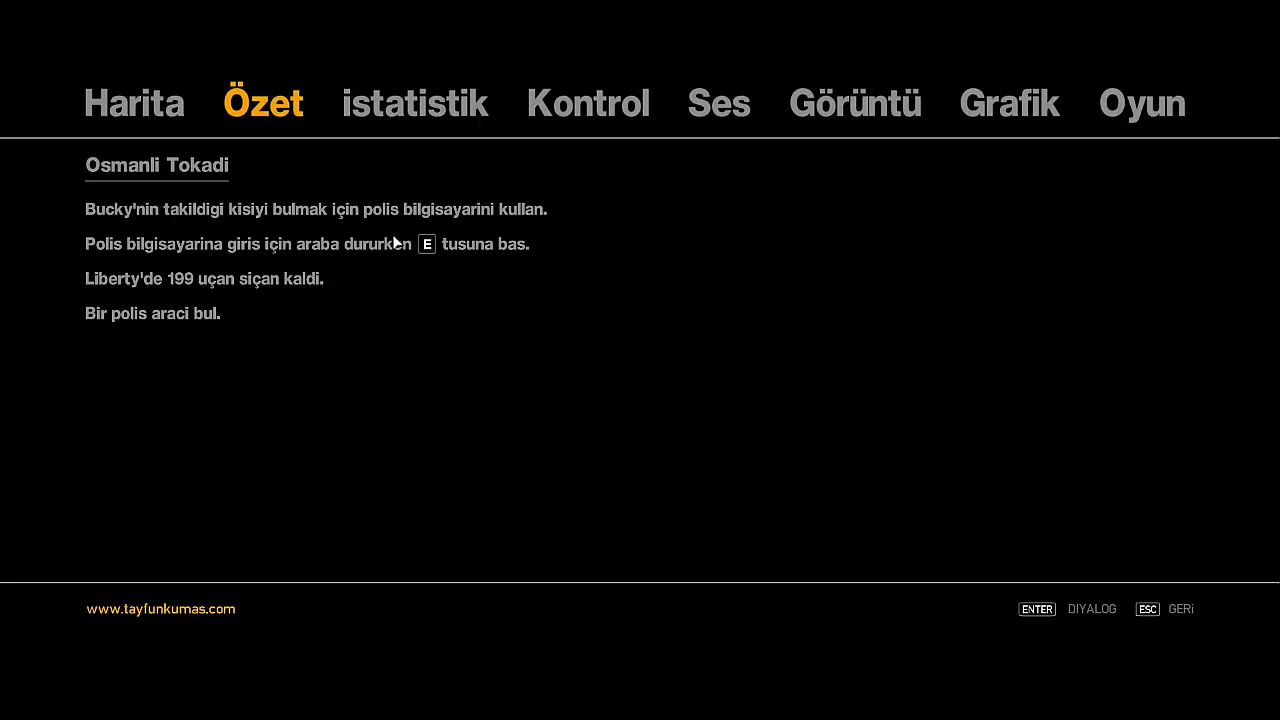 Harita Özet istatistik Kontrol Ses Görüntü Grafik Oyun
Osmanli Tokadi
Bucky'nin takildigi kisiyi bulmak için polis bilgisayarini kullan.
Polis bilgisayarina giris için araba dururken E tusuna bas.
Liberty'de 199 uçan siçan kaldi.
Bir polis araci bul.
www.tayfunkumas.com ENTER DIYALOG ESC GERi